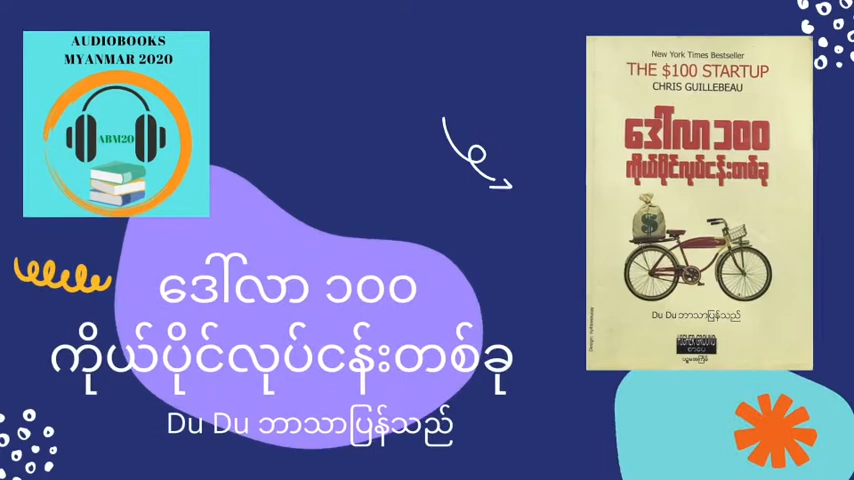 AUDIOBOOKS
MYANMAR 2020
ABM20
ဒေါ်လာ ၁၀၀
ကိုယ်ပိုင်လုပ်ငန်းတစ်ခု
Du Du ဘာသာပြန်သည်
New York Times Bestseller
THE $100 STARTUP
CHRIS GUILLEBEAU
ဒေါ်လာ ၁၀၀
ကိုယ်ပိုင်လုပ်ငန်းတစ်ခု
$
Du Du ဘာသာပြန်သည်